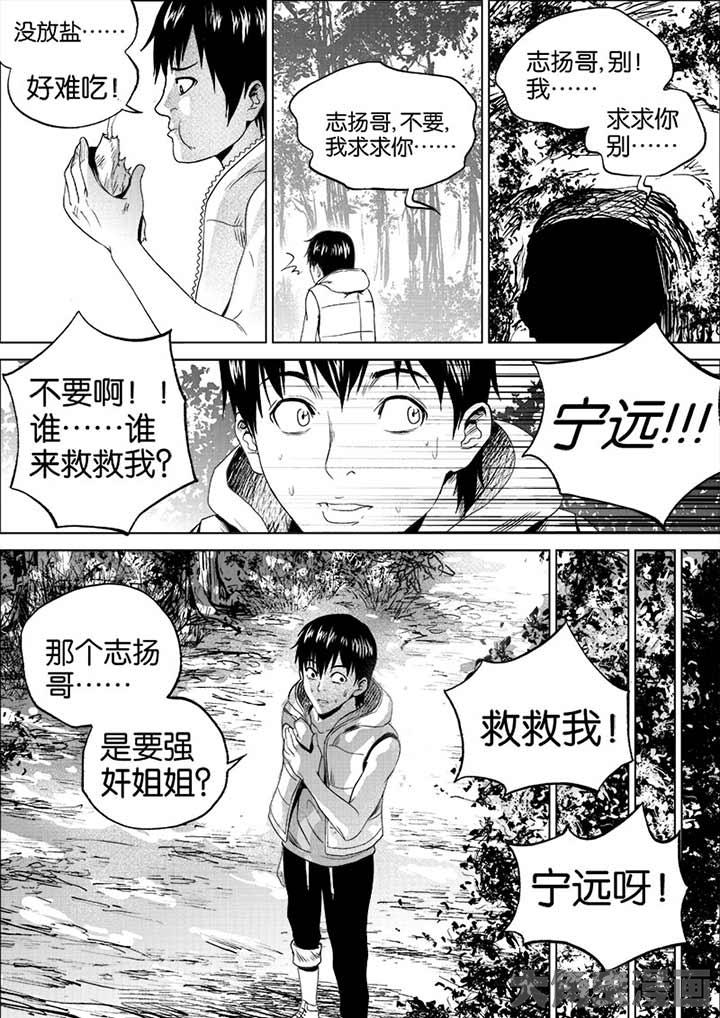 没放盐……
好难吃！
志扬哥，不要，
我求求你……
志扬哥，别！
我……
求求你
别……
不要啊！！
谁……谁
来救救我？
宁远!!!
那个志扬
哥……
是要强
奸姐姐？
救救我！
宁远呀！